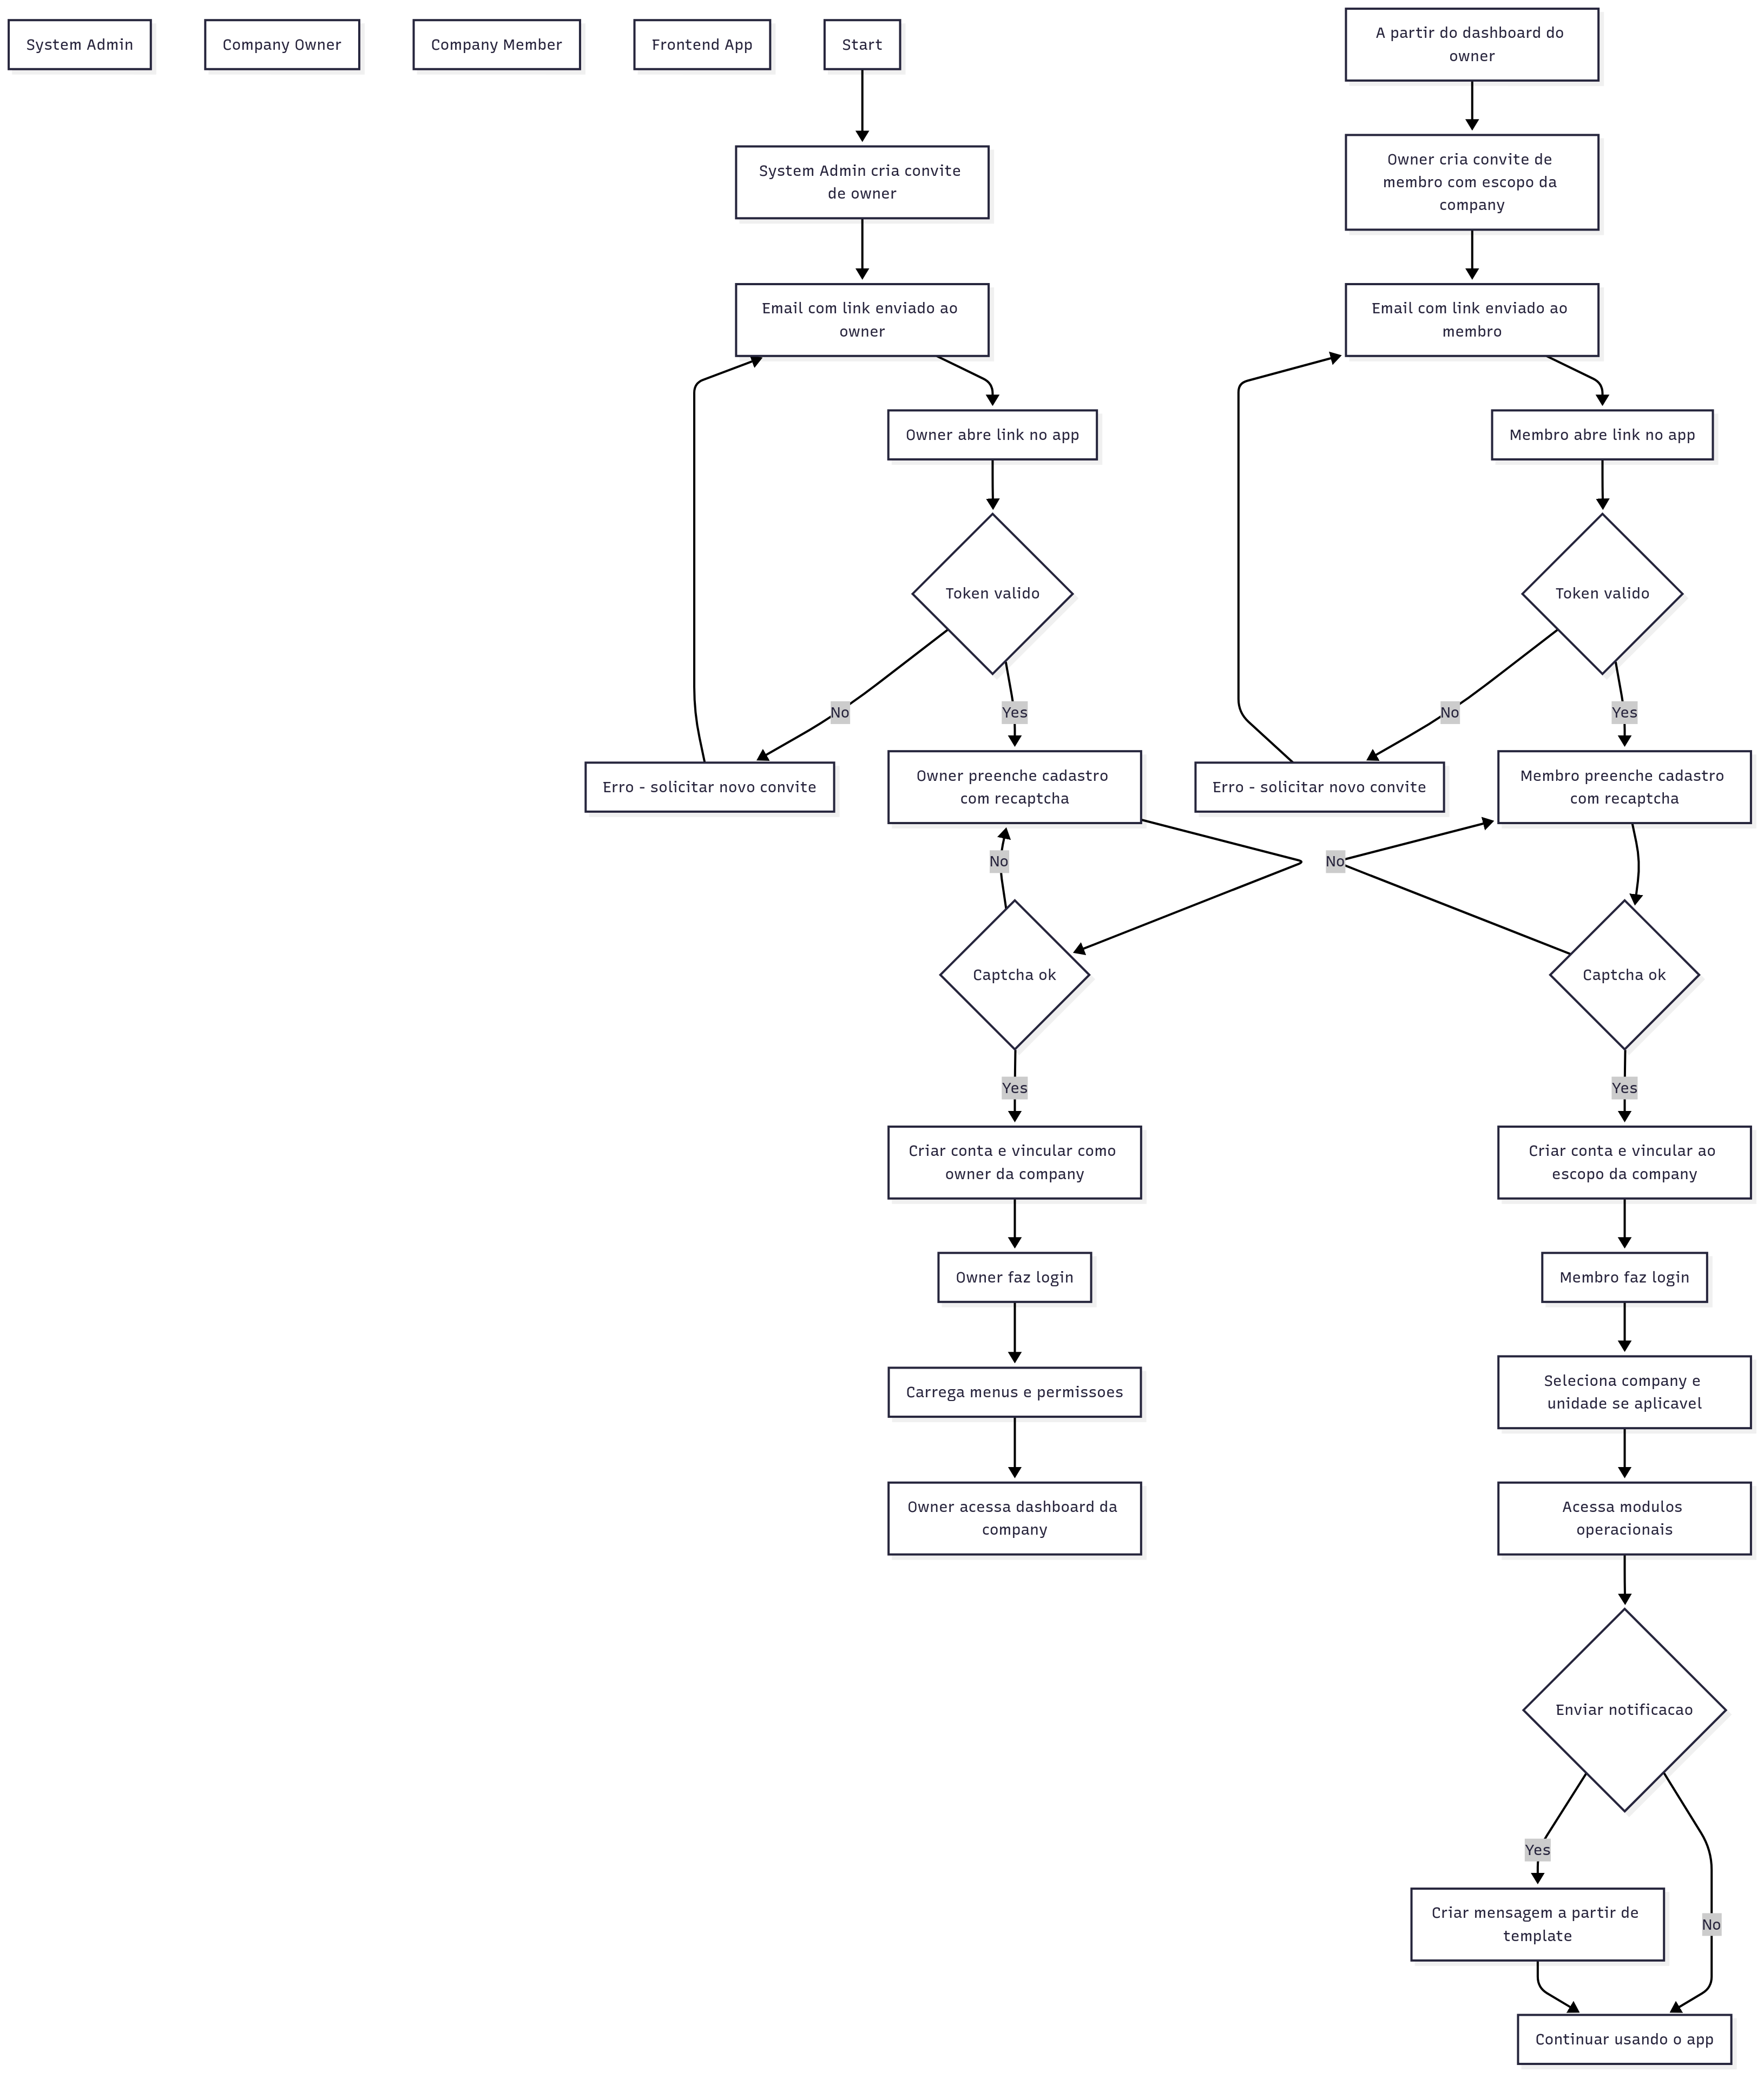 System Admin
Company Owner
Company Member
Frontend App
Start
System Admin cria convite
de owner
Email com link enviado ao
owner
Owner abre link no app
Token valido
No
Yes
Erro - solicitar novo convite
Owner preenche cadastro
com recaptcha
No
Captcha ok
Yes
Criar conta e vincular como
owner da company
Owner faz login
Carrega menus e permissoes
Owner acessa dashboard da
company
A partir do dashboard do
owner
Owner cria convite de
membro com escopo da
company
Email com link enviado ao
membro
Membro abre link no app
Token valido
No
Yes
Erro - solicitar novo convite
Membro preenche cadastro
com recaptcha
No
Captcha ok
Yes
Criar conta e vincular ao
escopo da company
Membro faz login
Seleciona company e
unidade se aplicavel
Acessa modulos
operacionais
Enviar notificacao
Yes
Criar mensagem a partir de
template
No
Continuar usando o app